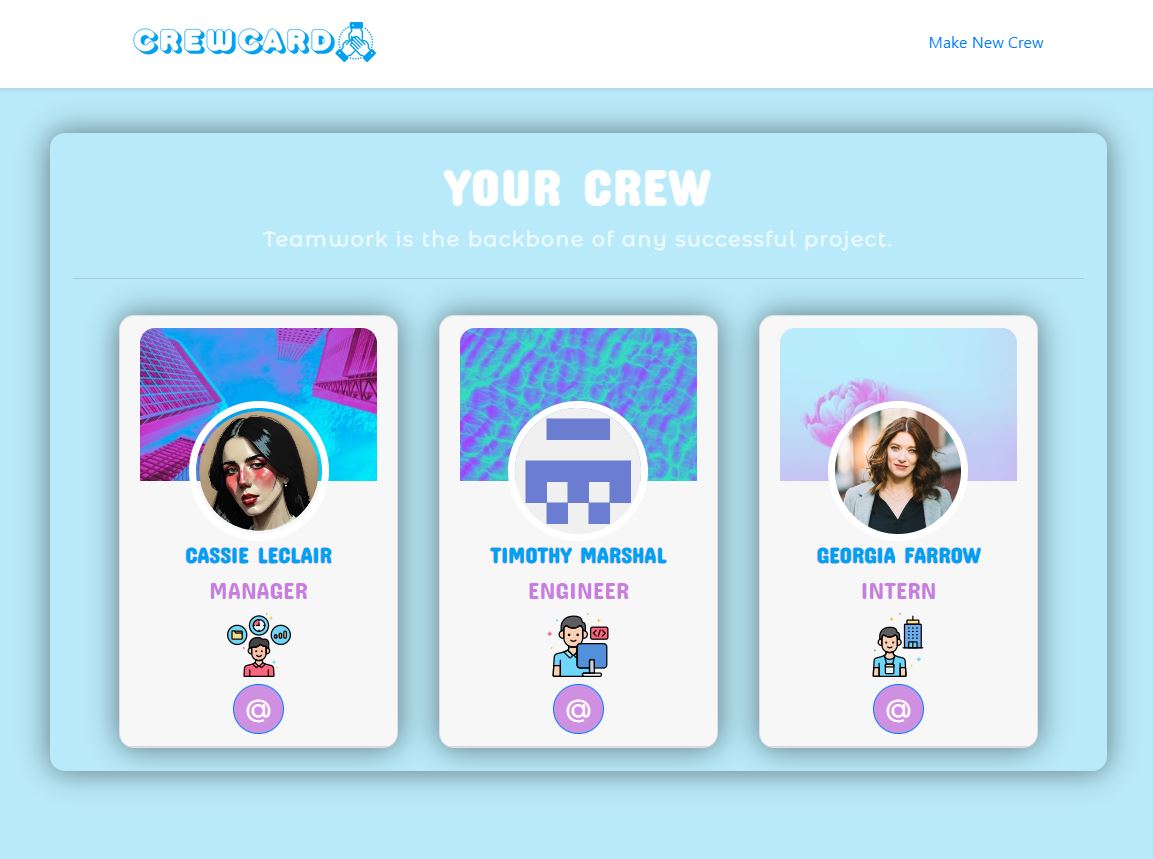 CREWCARD
Make New Crew
YOUR CREW
Teamwork is the backbone of any successful project.
CASSIE LECLAIR
MANAGER
@
TIMOTHY MARSHAL
ENGINEER
</>
@
GEORGIA FARROW
INTERN
@